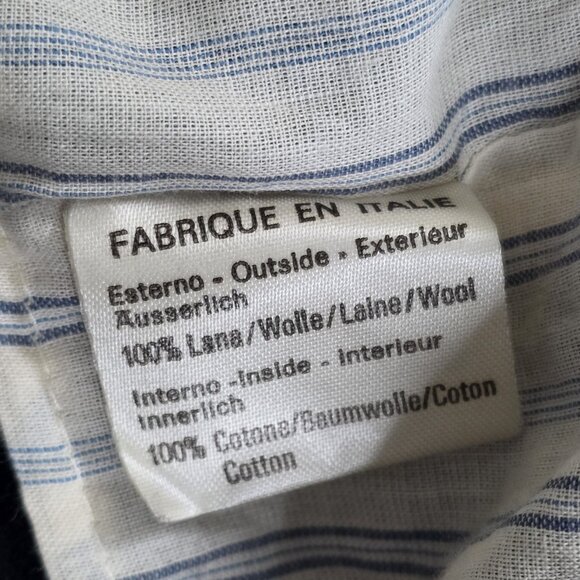 FABRIQUE EN ITALIE
Esterno - Outside - Exterieur
Äusserlich
100% Lana/Wolle/Laine/Wool
Interno - Inside - Interieur
Innerlich
100% Cotone/Baumwolle/Coton
Cotton